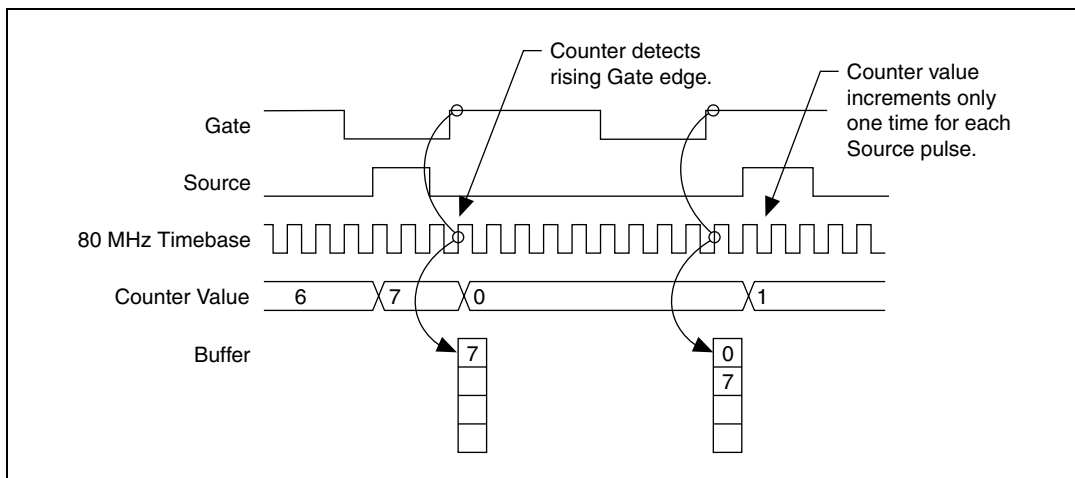 Counter detects
rising Gate edge.
Counter value
increments only
one time for each
Source pulse.
Gate
Source
80 MHz Timebase
Counter Value
6 7 0 1
Buffer
7 0
7